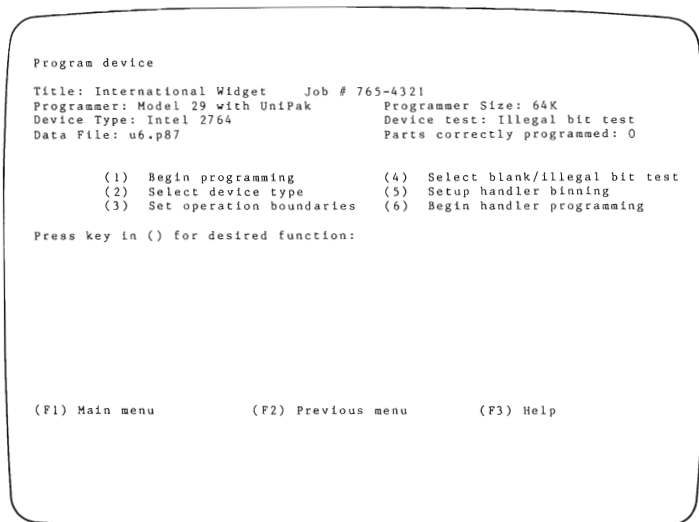 Program device
Title: International Widget Job # 765-4321
Programmer: Model 29 with UniPak Programmer Size: 64K
Device Type: Intel 2764 Device test: Illegal bit test
Data File: u6.p87 Parts correctly programmed: 0
(1) Begin programming (4) Select blank/illegal bit test
(2) Select device type (5) Setup handler binning
(3) Set operation boundaries (6) Begin handler programming
Press key in () for desired function:
(F1) Main menu (F2) Previous menu (F3) Help